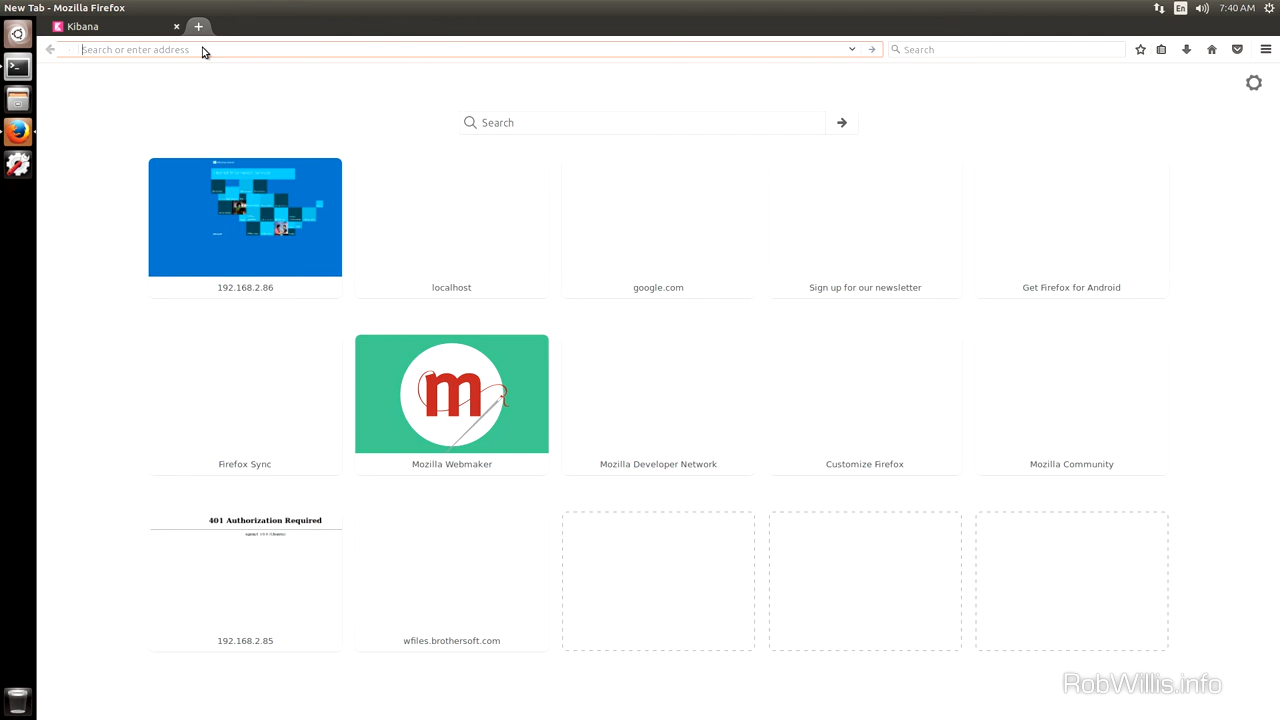 New Tab - Mozilla Firefox
En
7:40 AM
Kibana
Search or enter address
Search
Search
192.168.2.86
localhost
google.com
Sign up for our newsletter
Get Firefox for Android
m
Firefox Sync
Mozilla Webmaker
Mozilla Developer Network
Customize Firefox
Mozilla Community
401 Authorization Required
192.168.2.85
wfiles.brothersoft.com
RobWillis.info